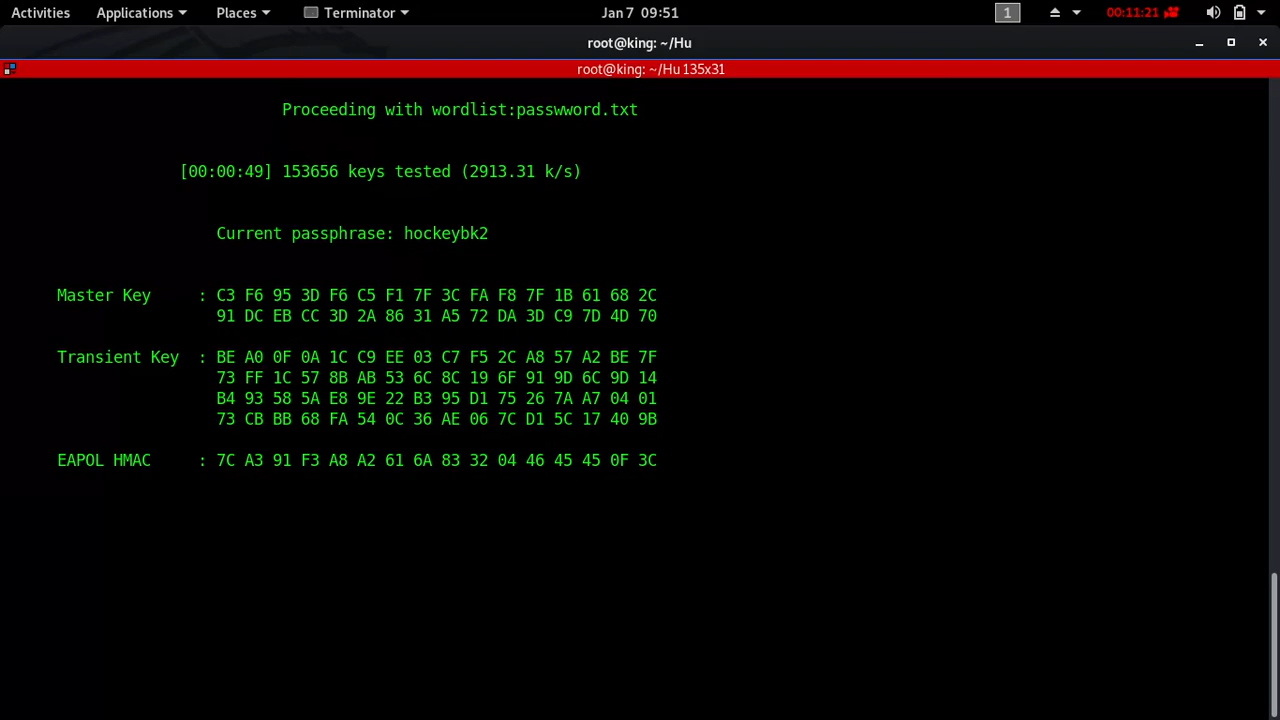 Activities Applications Places Terminator Jan 7 09:51 1 00:11:21
root@king: ~/Hu
root@king: ~/Hu 135x31
Proceeding with wordlist:passwword.txt
[00:00:49] 153656 keys tested (2913.31 k/s)
Current passphrase: hockeybk2
Master Key : C3 F6 95 3D F6 C5 F1 7F 3C FA F8 7F 1B 61 68 2C
91 DC EB CC 3D 2A 86 31 A5 72 DA 3D C9 7D 4D 70
Transient Key : BE A0 0F 0A 1C C9 EE 03 C7 F5 2C A8 57 A2 BE 7F
73 FF 1C 57 8B AB 53 6C 8C 19 6F 91 9D 6C 9D 14
B4 93 58 5A E8 9E 22 B3 95 D1 75 26 7A A7 04 01
73 CB BB 68 FA 54 0C 36 AE 06 7C D1 5C 17 40 9B
EAPOL HMAC : 7C A3 91 F3 A8 A2 61 6A 83 32 04 46 45 45 0F 3C